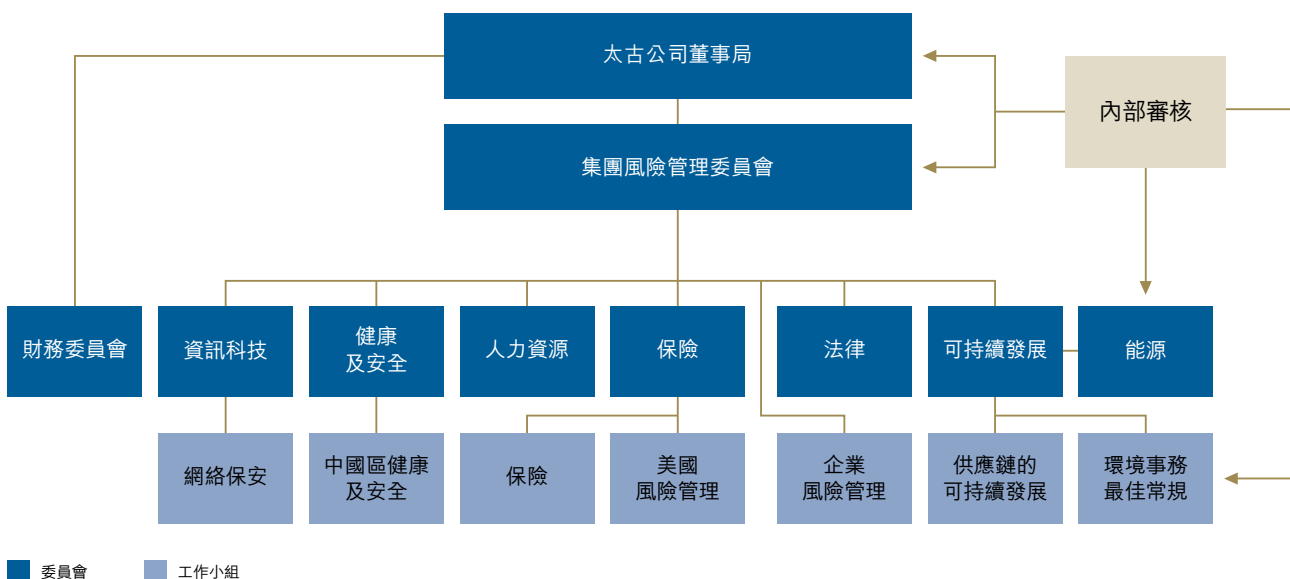 太古公司董事局
內部審核
集團風險管理委員會
財務委員會
資訊科技
健康
及安全
人力資源
保險
法律
可持續發展
能源
網絡保安
中國區健康
及安全
保險
美國
風險管理
企業
風險管理
供應鏈的
可持續發展
環境事務
最佳常規
委員會
工作小組